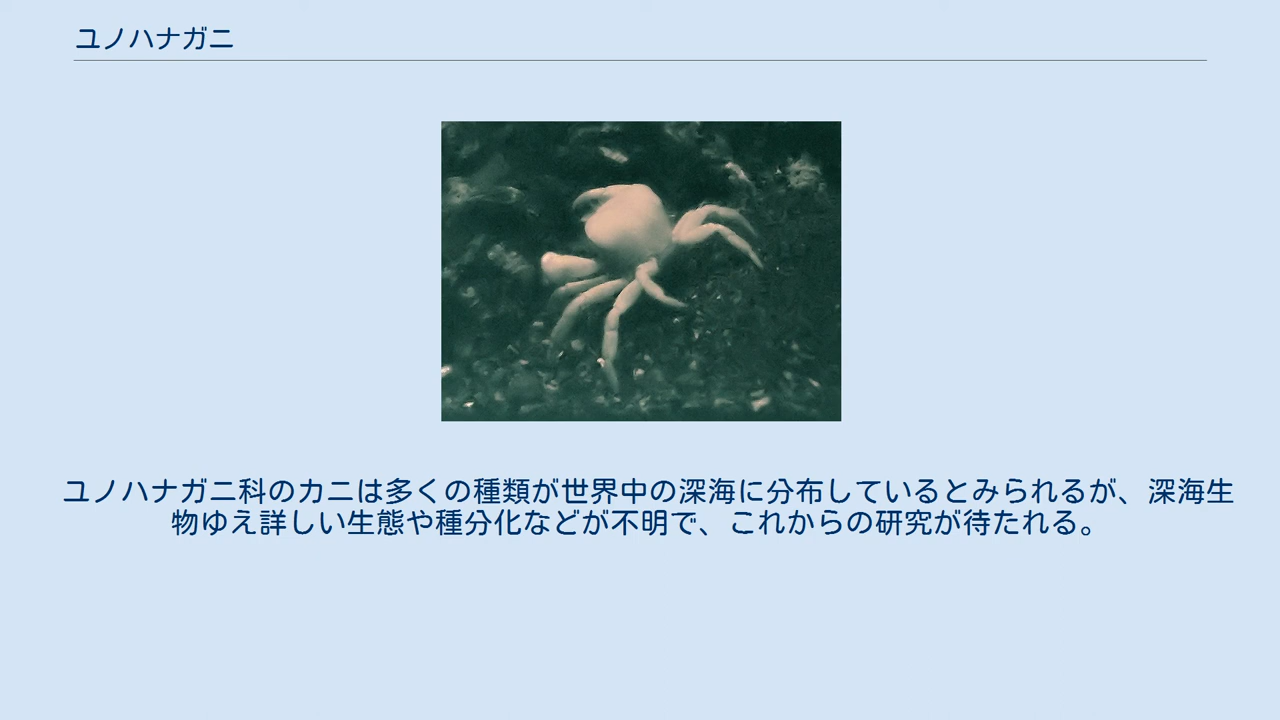 ユノハナガニ
ユノハナガニ科のカニは多くの種類が世界中の深海に分布しているとみられるが、深海生
物ゆえ詳しい生態や種分化などが不明で、これからの研究が待たれる。